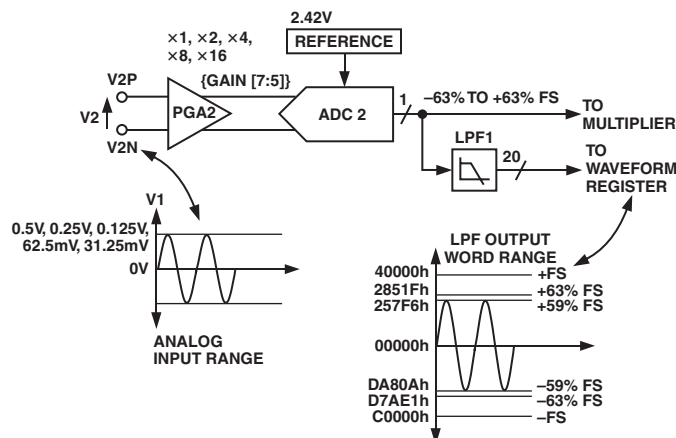 2.42V
REFERENCE
×1, ×2, ×4,
×8, ×16
{GAIN [7:5]}
V2P
V2
V2N
PGA2
ADC 2
1
–63% TO +63% FS
TO
MULTIPLIER
LPF1
20
TO
WAVEFORM
REGISTER
V1
0.5V, 0.25V, 0.125V,
62.5mV, 31.25mV
0V
ANALOG
INPUT RANGE
LPF OUTPUT
WORD RANGE
40000h +FS
2851Fh +63% FS
257F6h +59% FS
00000h
DA80Ah –59% FS
D7AE1h –63% FS
C0000h –FS